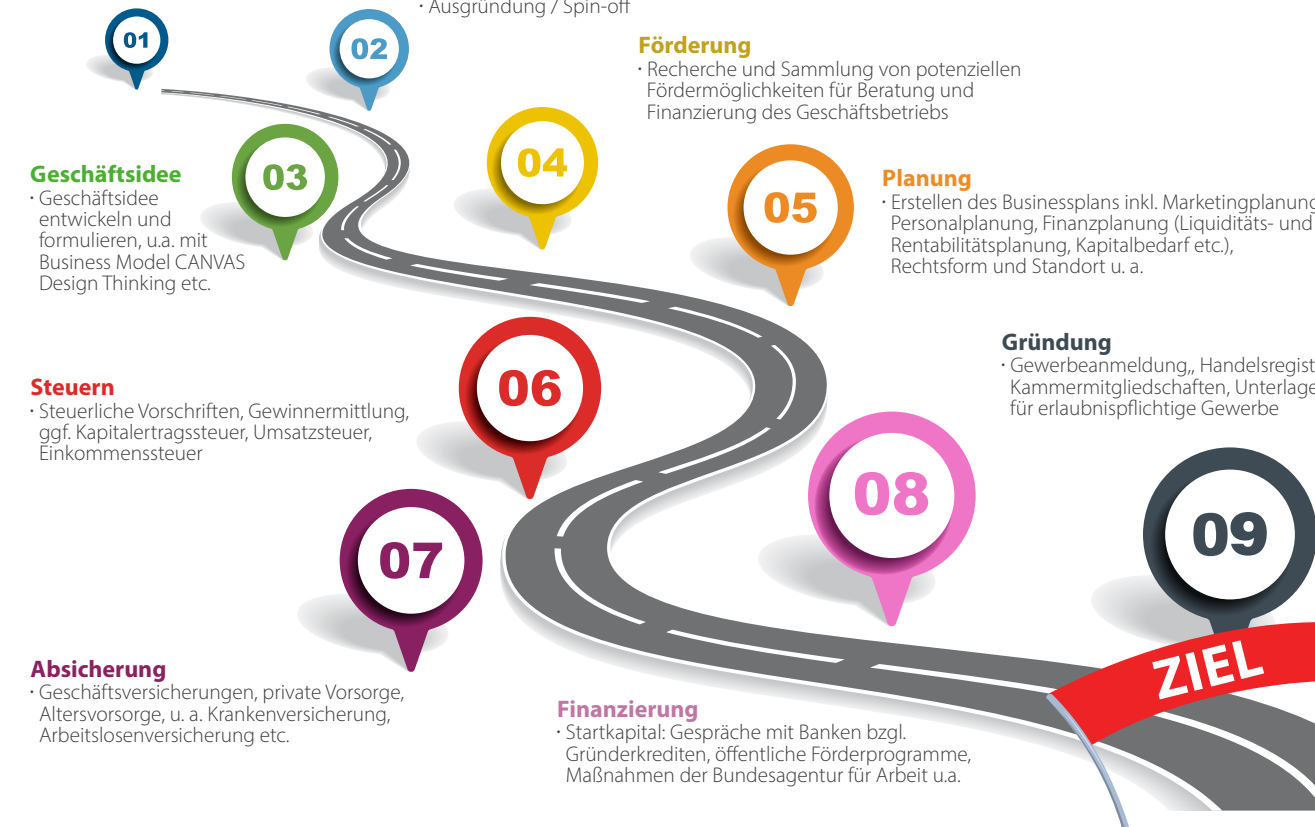 · Ausgründung / Spin-off
01
02
Förderung
· Recherche und Sammlung von potenziellen
Fördermöglichkeiten für Beratung und
Finanzierung des Geschäftsbetriebs
03
04
Geschäftsidee
· Geschäftsidee
entwickeln und
formulieren, u.a. mit
Business Model CANVAS
Design Thinking etc.
05
Planung
· Erstellen des Businessplans inkl. Marketingplanung
Personalplanung, Finanzplanung (Liquiditäts- und
Rentabilitätsplanung, Kapitalbedarf etc.),
Rechtsform und Standort u. a.
Gründung
· Gewerbeanmeldung,, Handelsregist
Kammermitgliedschaften, Unterlage
für erlaubnispflichtige Gewerbe
Steuern
· Steuerliche Vorschriften, Gewinnermittlung,
ggf. Kapitalertragssteuer, Umsatzsteuer,
Einkommenssteuer
06
07
08
09
ZIEL
Absicherung
· Geschäftsversicherungen, private Vorsorge,
Altersvorsorge, u. a. Krankenversicherung,
Arbeitslosenversicherung etc.
Finanzierung
· Startkapital: Gespräche mit Banken bzgl.
Gründerkrediten, öffentliche Förderprogramme,
Maßnahmen der Bundesagentur für Arbeit u.a.